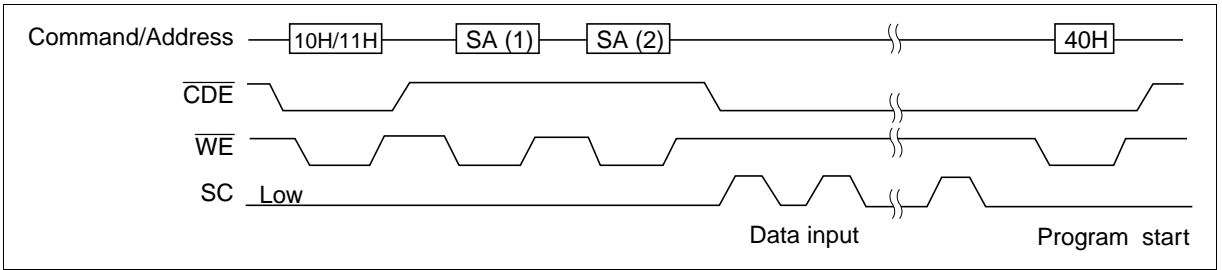 Command/Address 10H/11H SA (1) SA (2) 40H
CDE
WE
SC Low
Data input Program start